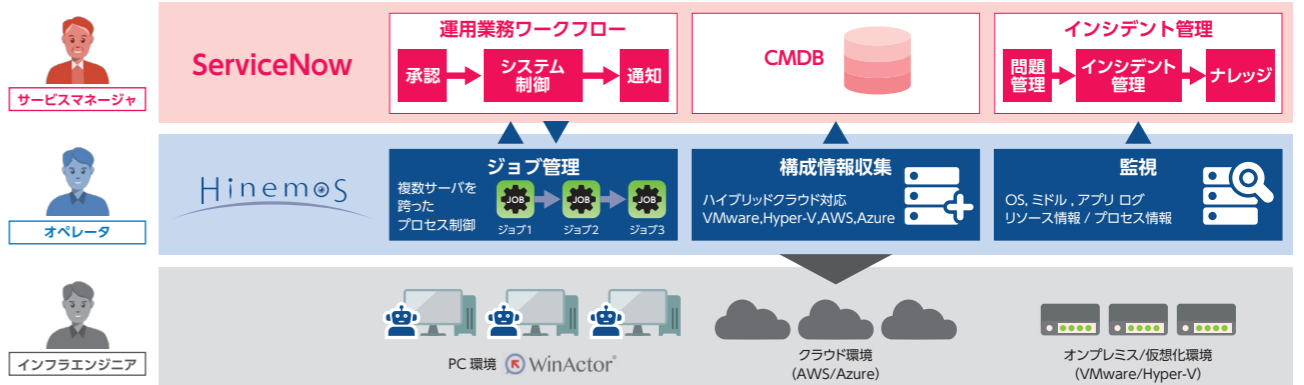 サービスマネージャ
ServiceNow
運用業務ワークフロー
承認
システム
制御
通知
CMDB
インシデント管理
問題
管理
インシデント
管理
ナレッジ
オペレータ
Hinemos
ジョブ管理
複数サーバを
跨った
プロセス制御
JOB
JOB
JOB
ジョブ1
ジョブ2
ジョブ3
構成情報収集
ハイブリッドクラウド対応
VMware,Hyper-V,AWS,Azure
監視
OS, ミドル , アプリ ログ
リソース情報 / プロセス情報
インフラエンジニア
PC 環境 WinActor®
クラウド環境
(AWS/Azure)
オンプレミス/仮想化環境
(VMware/Hyper-V)